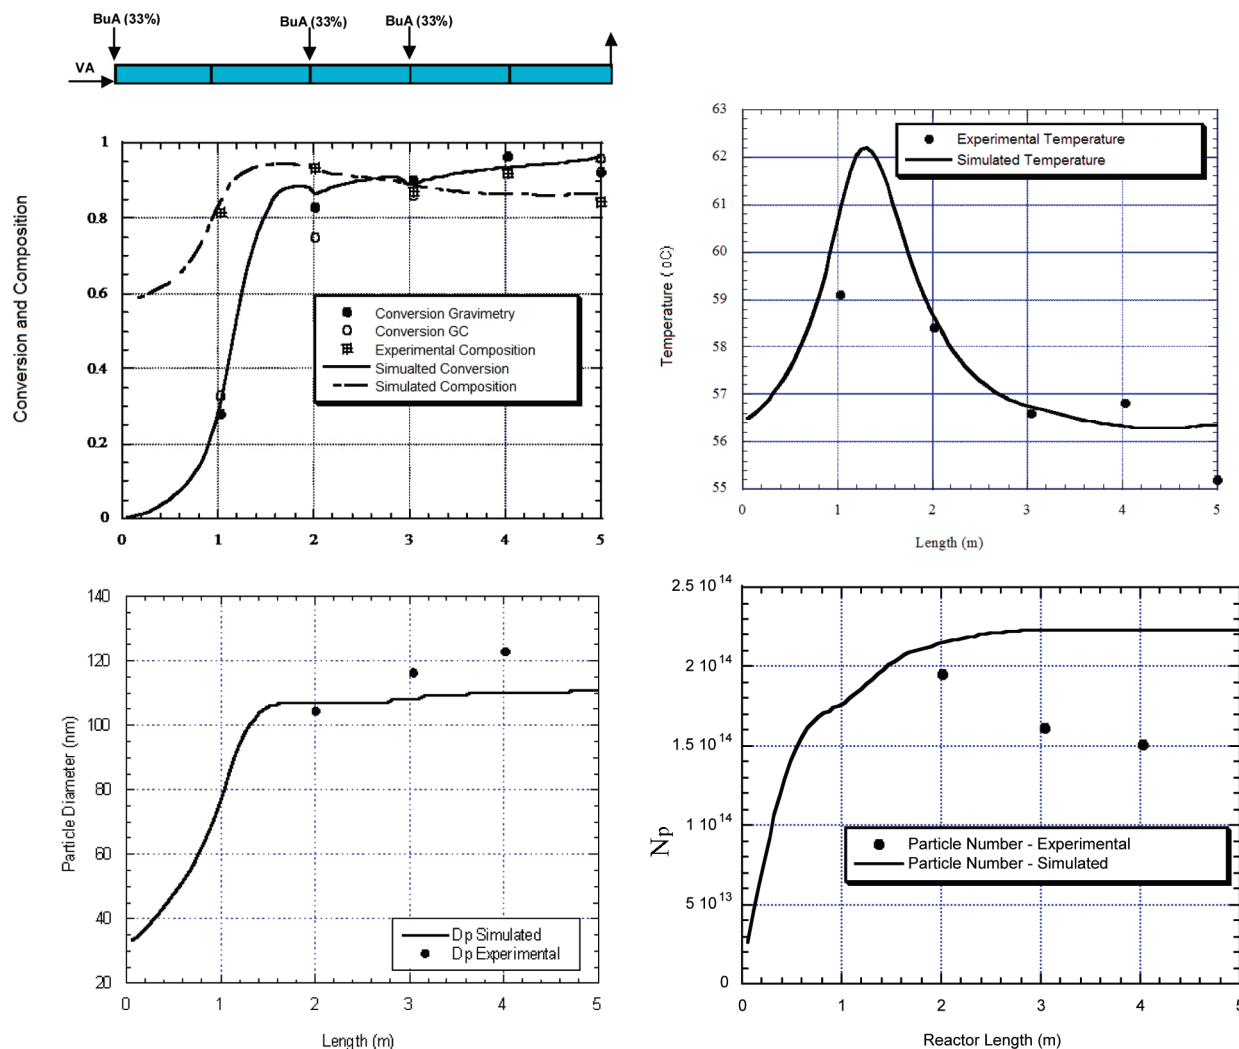 BuA (33%)
BuA (33%)
BuA (33%)
VA
Conversion and Composition
1
0.8
0.6
0.4
0.2
0
0
1
2
3
4
5
Conversion Gravimetry
Conversion GC
Experimental Composition
Simualted Conversion
Simulated Composition
Temperature ( oC)
63
62
61
60
59
58
57
56
55
0
1
2
3
4
5
Length (m)
Experimental Temperature
Simulated Temperature
Particle Diameter (nm)
140
120
100
80
60
40
20
0
1
2
3
4
5
Length (m)
Dp Simulated
Dp Experimental
Np
2.5 10^14
2 10^14
1.5 10^14
1 10^14
5 10^13
0
0
1
2
3
4
5
Reactor Length (m)
Particle Number - Experimental
Particle Number - Simulated